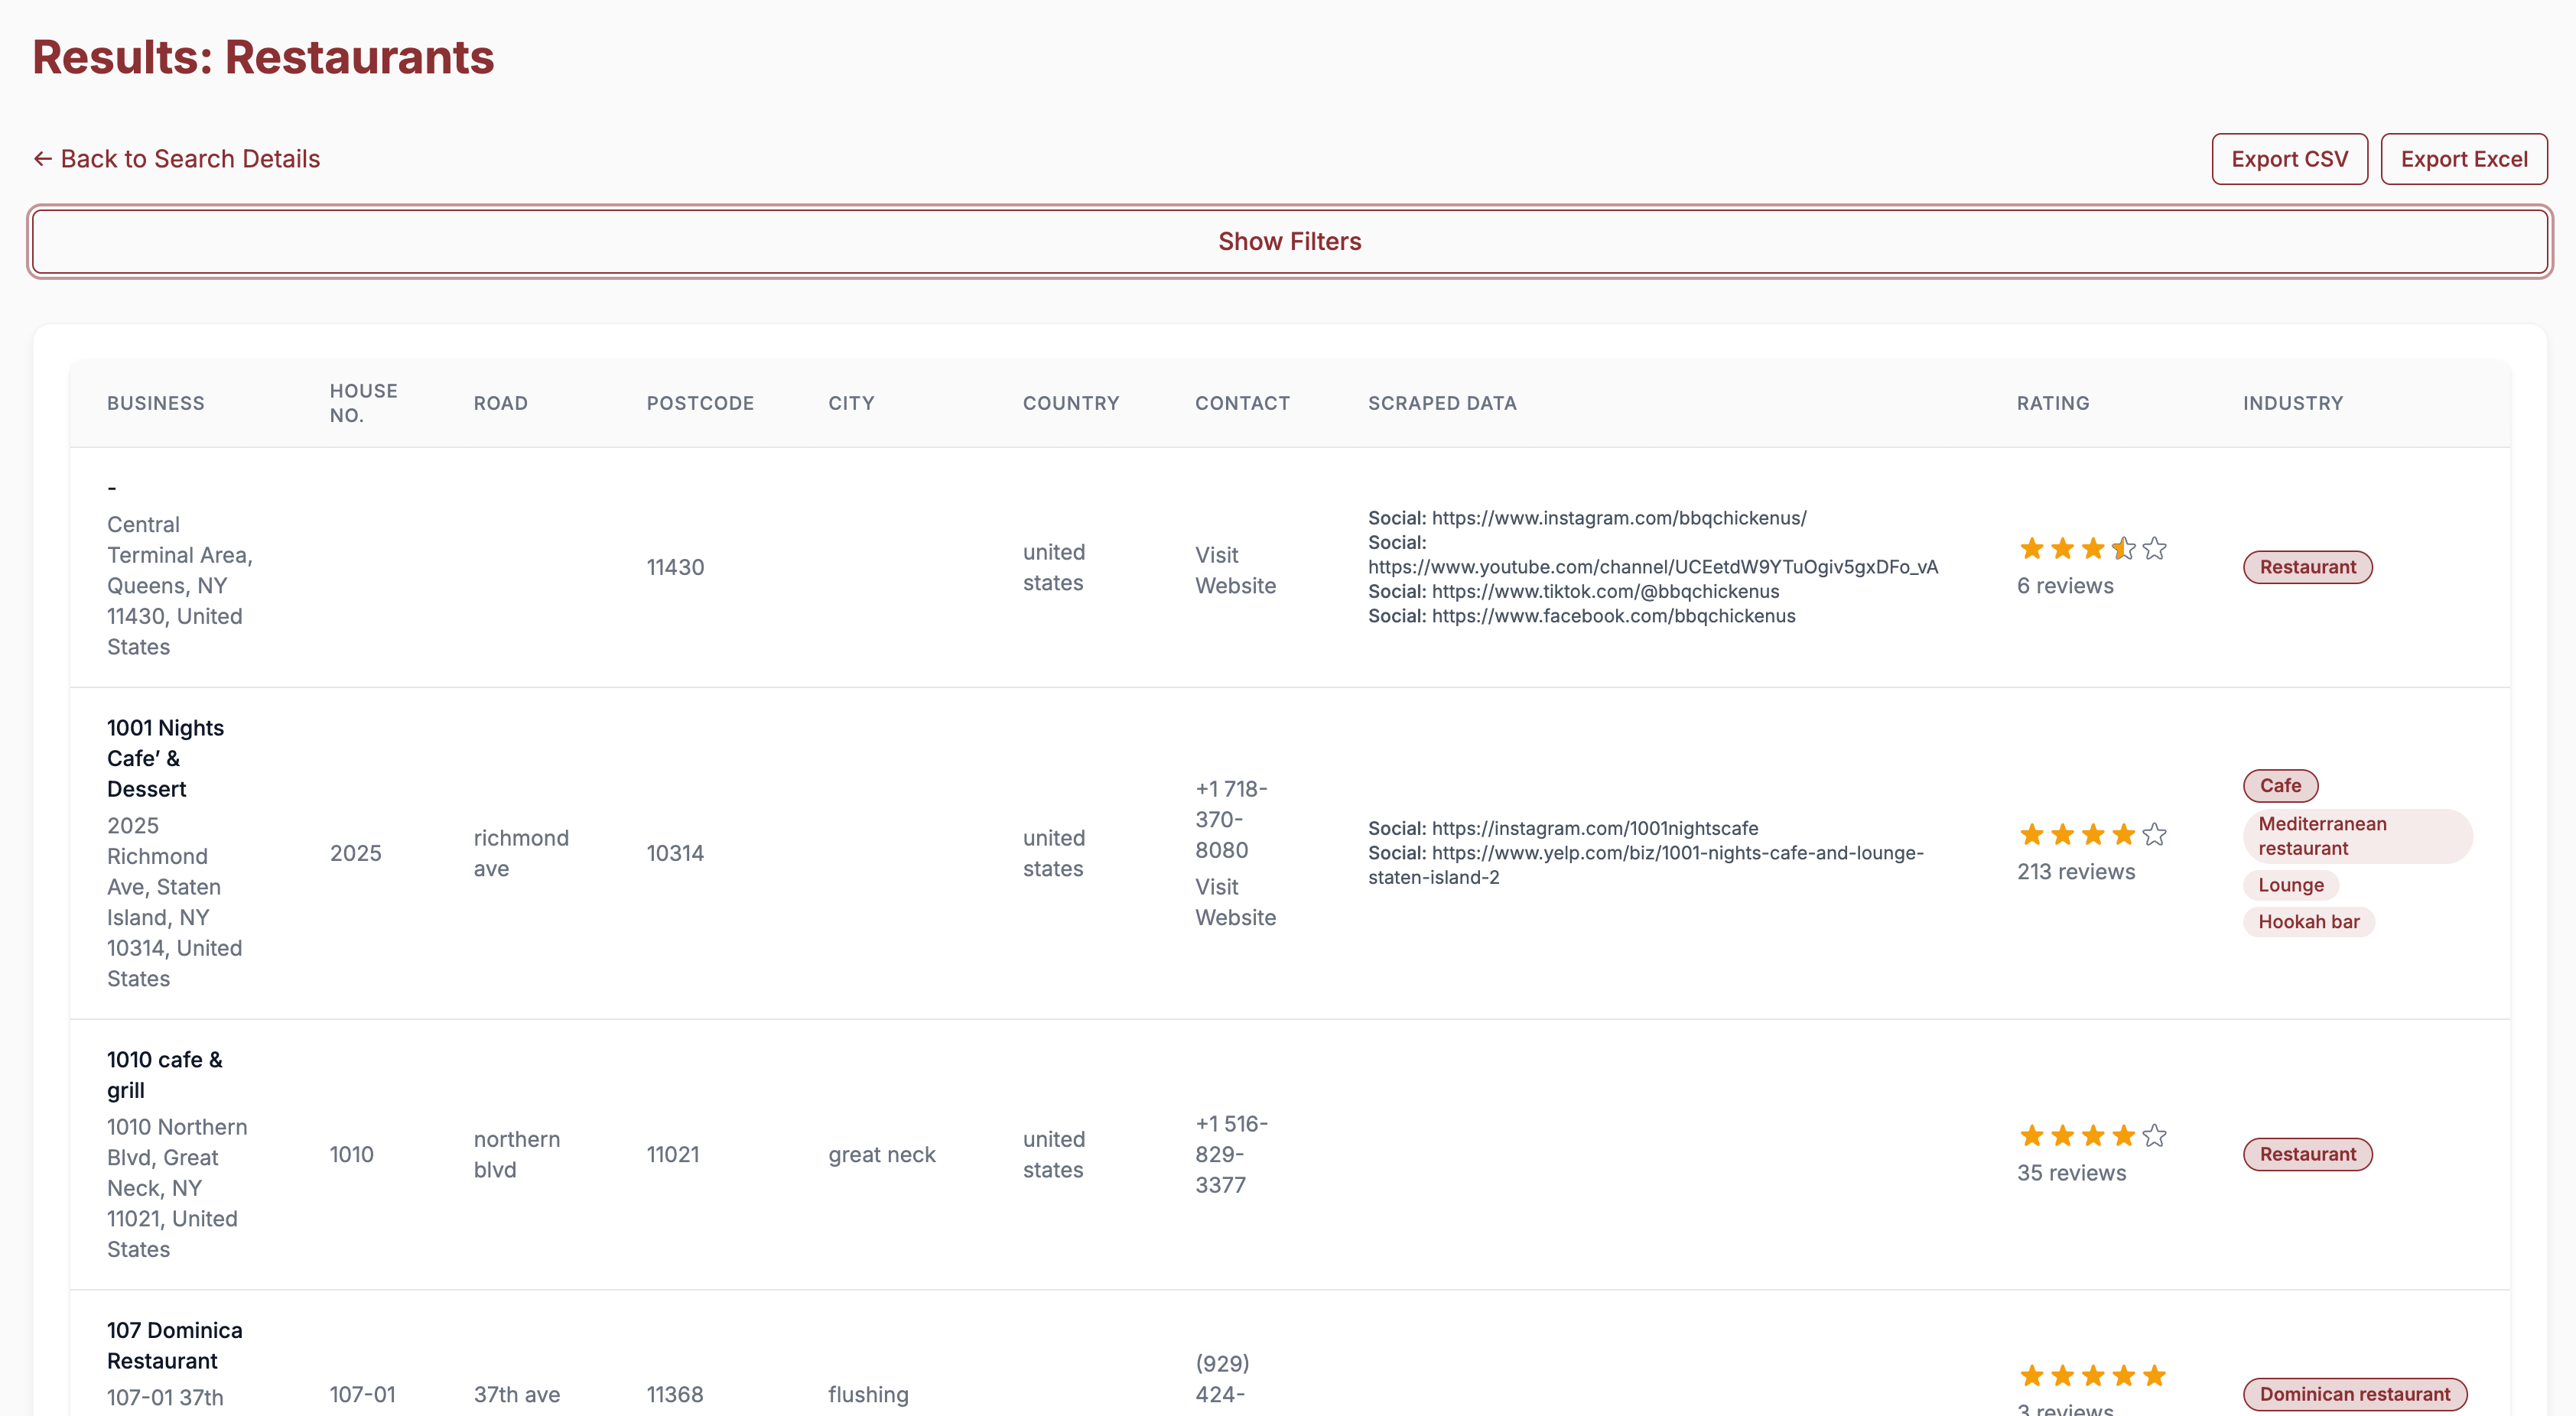 Results: Restaurants
← Back to Search Details
Export CSV
Export Excel
Show Filters
BUSINESS
HOUSE
NO.
ROAD
POSTCODE
CITY
COUNTRY
CONTACT
SCRAPED DATA
RATING
INDUSTRY
-
Central
Terminal Area,
Queens, NY
11430, United
States
11430
united
states
Visit
Website
Social: https://www.instagram.com/bbqchickenus/
Social:
https://www.youtube.com/channel/UCEetdW9YTuOgiv5gxDFo_vA
Social: https://www.tiktok.com/@bbqchickenus
Social: https://www.facebook.com/bbqchickenus
6 reviews
Restaurant
1001 Nights
Cafe’ &
Dessert
2025
Richmond
Ave, Staten
Island, NY
10314, United
States
2025
richmond
ave
10314
united
states
+1 718-
370-
8080
Visit
Website
Social: https://instagram.com/1001nightscafe
Social: https://www.yelp.com/biz/1001-nights-cafe-and-lounge-
staten-island-2
213 reviews
Cafe
Mediterranean
restaurant
Lounge
Hookah bar
1010 cafe &
grill
1010 Northern
Blvd, Great
Neck, NY
11021, United
States
1010
northern
blvd
11021
great neck
united
states
+1 516-
829-
3377
35 reviews
Restaurant
107 Dominica
Restaurant
107-01 37th
107-01
37th ave
11368
flushing
(929)
424-
3 reviews
Dominican restaurant